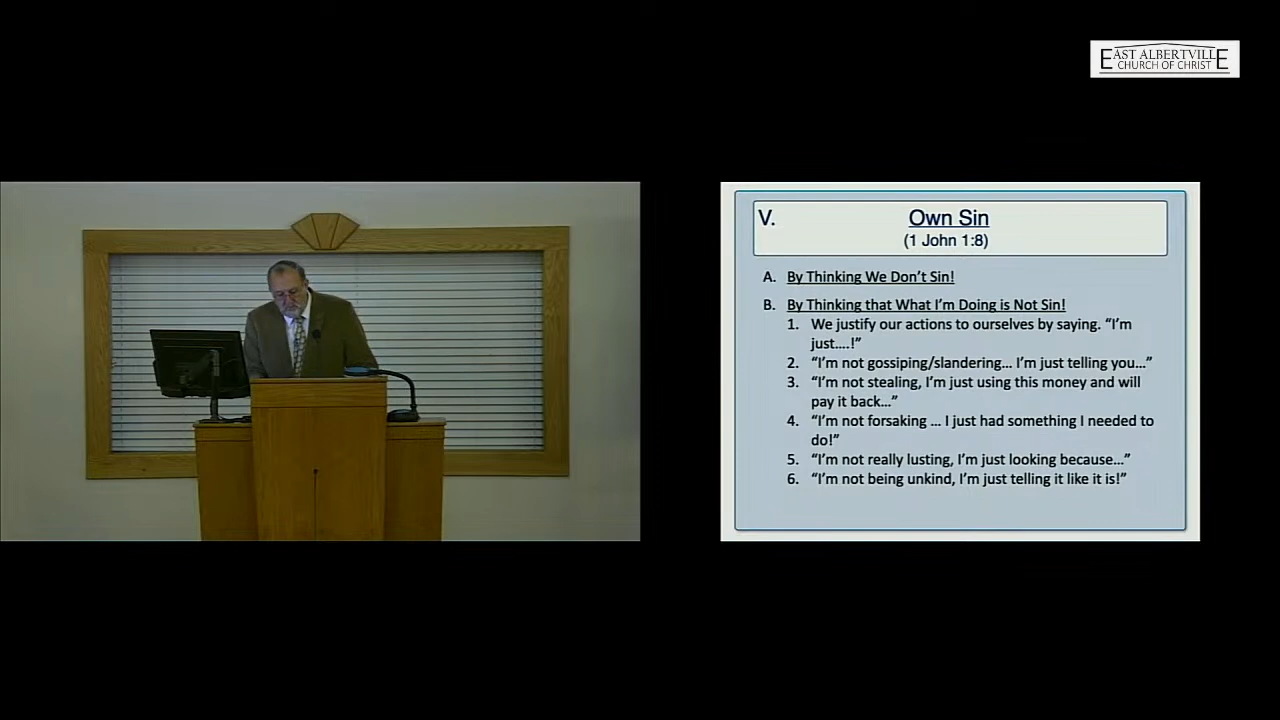 EAST ALBERTVILLE
CHURCH OF CHRIST
V. Own Sin
(1 John 1:8)
A. By Thinking We Don't Sin!
B. By Thinking that What I'm Doing is Not Sin!
1. We justify our actions to ourselves by saying. “I'm
just....!”
2. “I'm not gossiping/slandering... I'm just telling you...”
3. “I'm not stealing, I'm just using this money and will
pay it back...”
4. “I'm not forsaking ... I just had something I needed to
do!”
5. “I'm not really lusting, I'm just looking because...”
6. “I'm not being unkind, I'm just telling it like it is!”